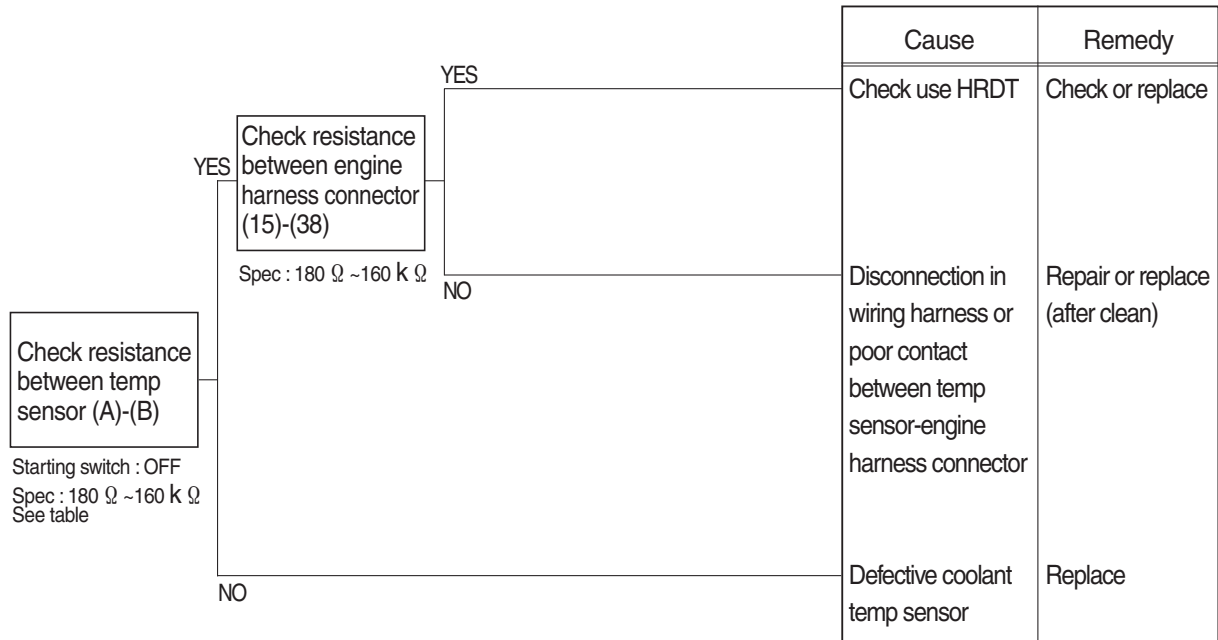 Cause Remedy
YES
Check use HRDT Check or replace
Check resistance
YES between engine
harness connector
(15)-(38)
Spec : 180 Ω ~160 k Ω
NO
Disconnection in
wiring harness or
poor contact
between temp
sensor-engine
harness connector
Repair or replace
(after clean)
Check resistance
between temp
sensor (A)-(B)
Starting switch : OFF
Spec : 180 Ω ~160 k Ω
See table
NO
Defective coolant
temp sensor
Replace